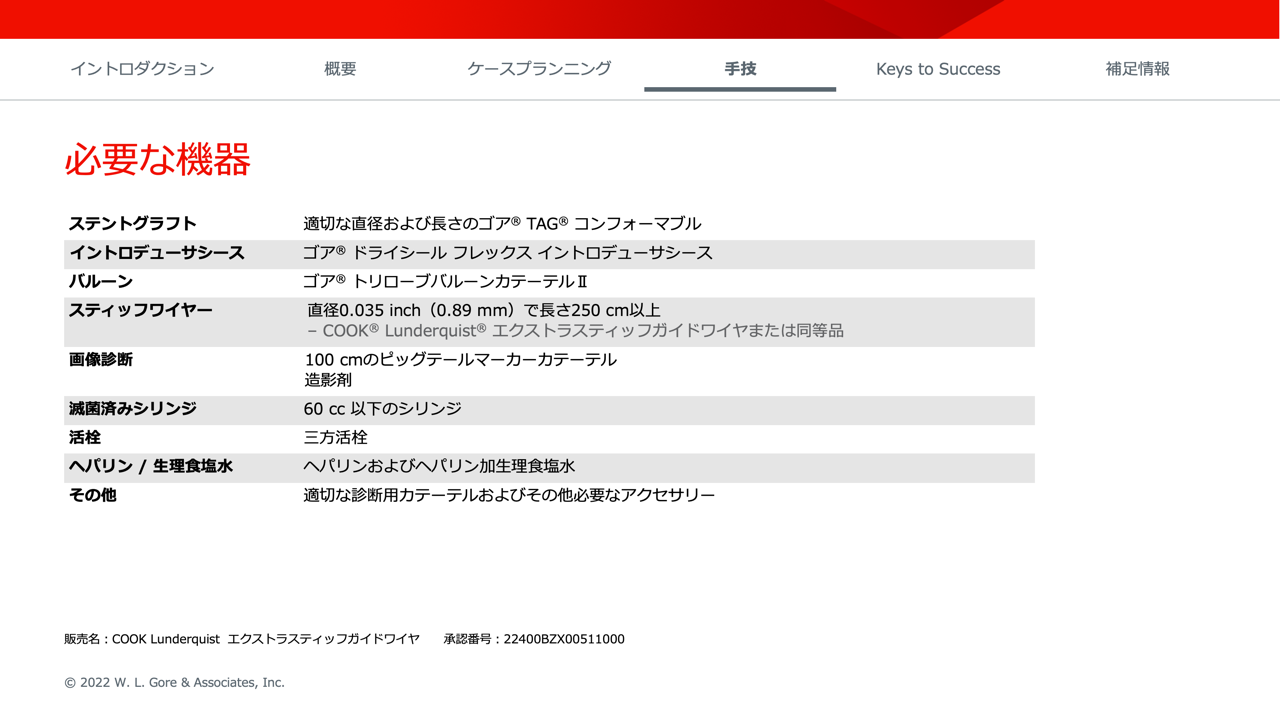 イントロダクション 概要 ケースプランニング 手技 Keys to Success 補足情報
必要な機器
ステントグラフト 適切な直径および長さのゴア® TAG® コンフォーマブル
イントロデューサシース ゴア® ドライシール フレックス イントロデューサシース
バルーン ゴア® トリローブバルーンカテーテルⅡ
スティッフワイヤー 直径0.035 inch（0.89 mm）で長さ250 cm以上
– COOK® Lunderquist® エクストラスティッフガイドワイヤまたは同等品
画像診断 100 cmのピッグテールマーカーカテーテル
造影剤
滅菌済みシリンジ 60 cc 以下のシリンジ
活栓 三方活栓
ヘパリン / 生理食塩水 ヘパリンおよびヘパリン加生理食塩水
その他 適切な診断用カテーテルおよびその他必要なアクセサリー
販売名：COOK Lunderquist エクストラスティッフガイドワイヤ 承認番号：22400BZX00511000
© 2022 W. L. Gore & Associates, Inc.